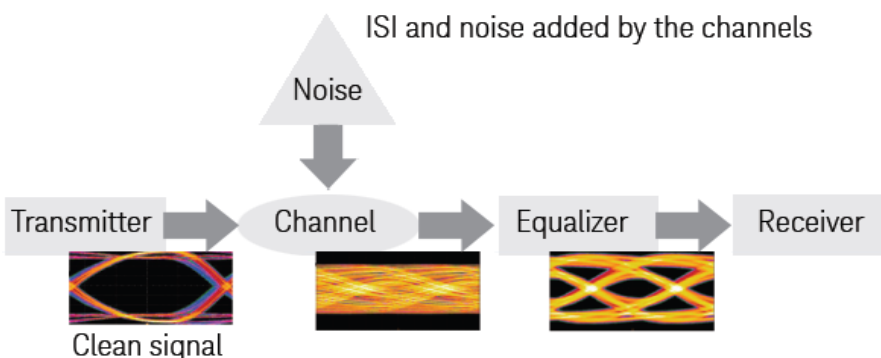 ISI and noise added by the channels
Noise
Transmitter
Channel
Equalizer
Receiver
Clean signal